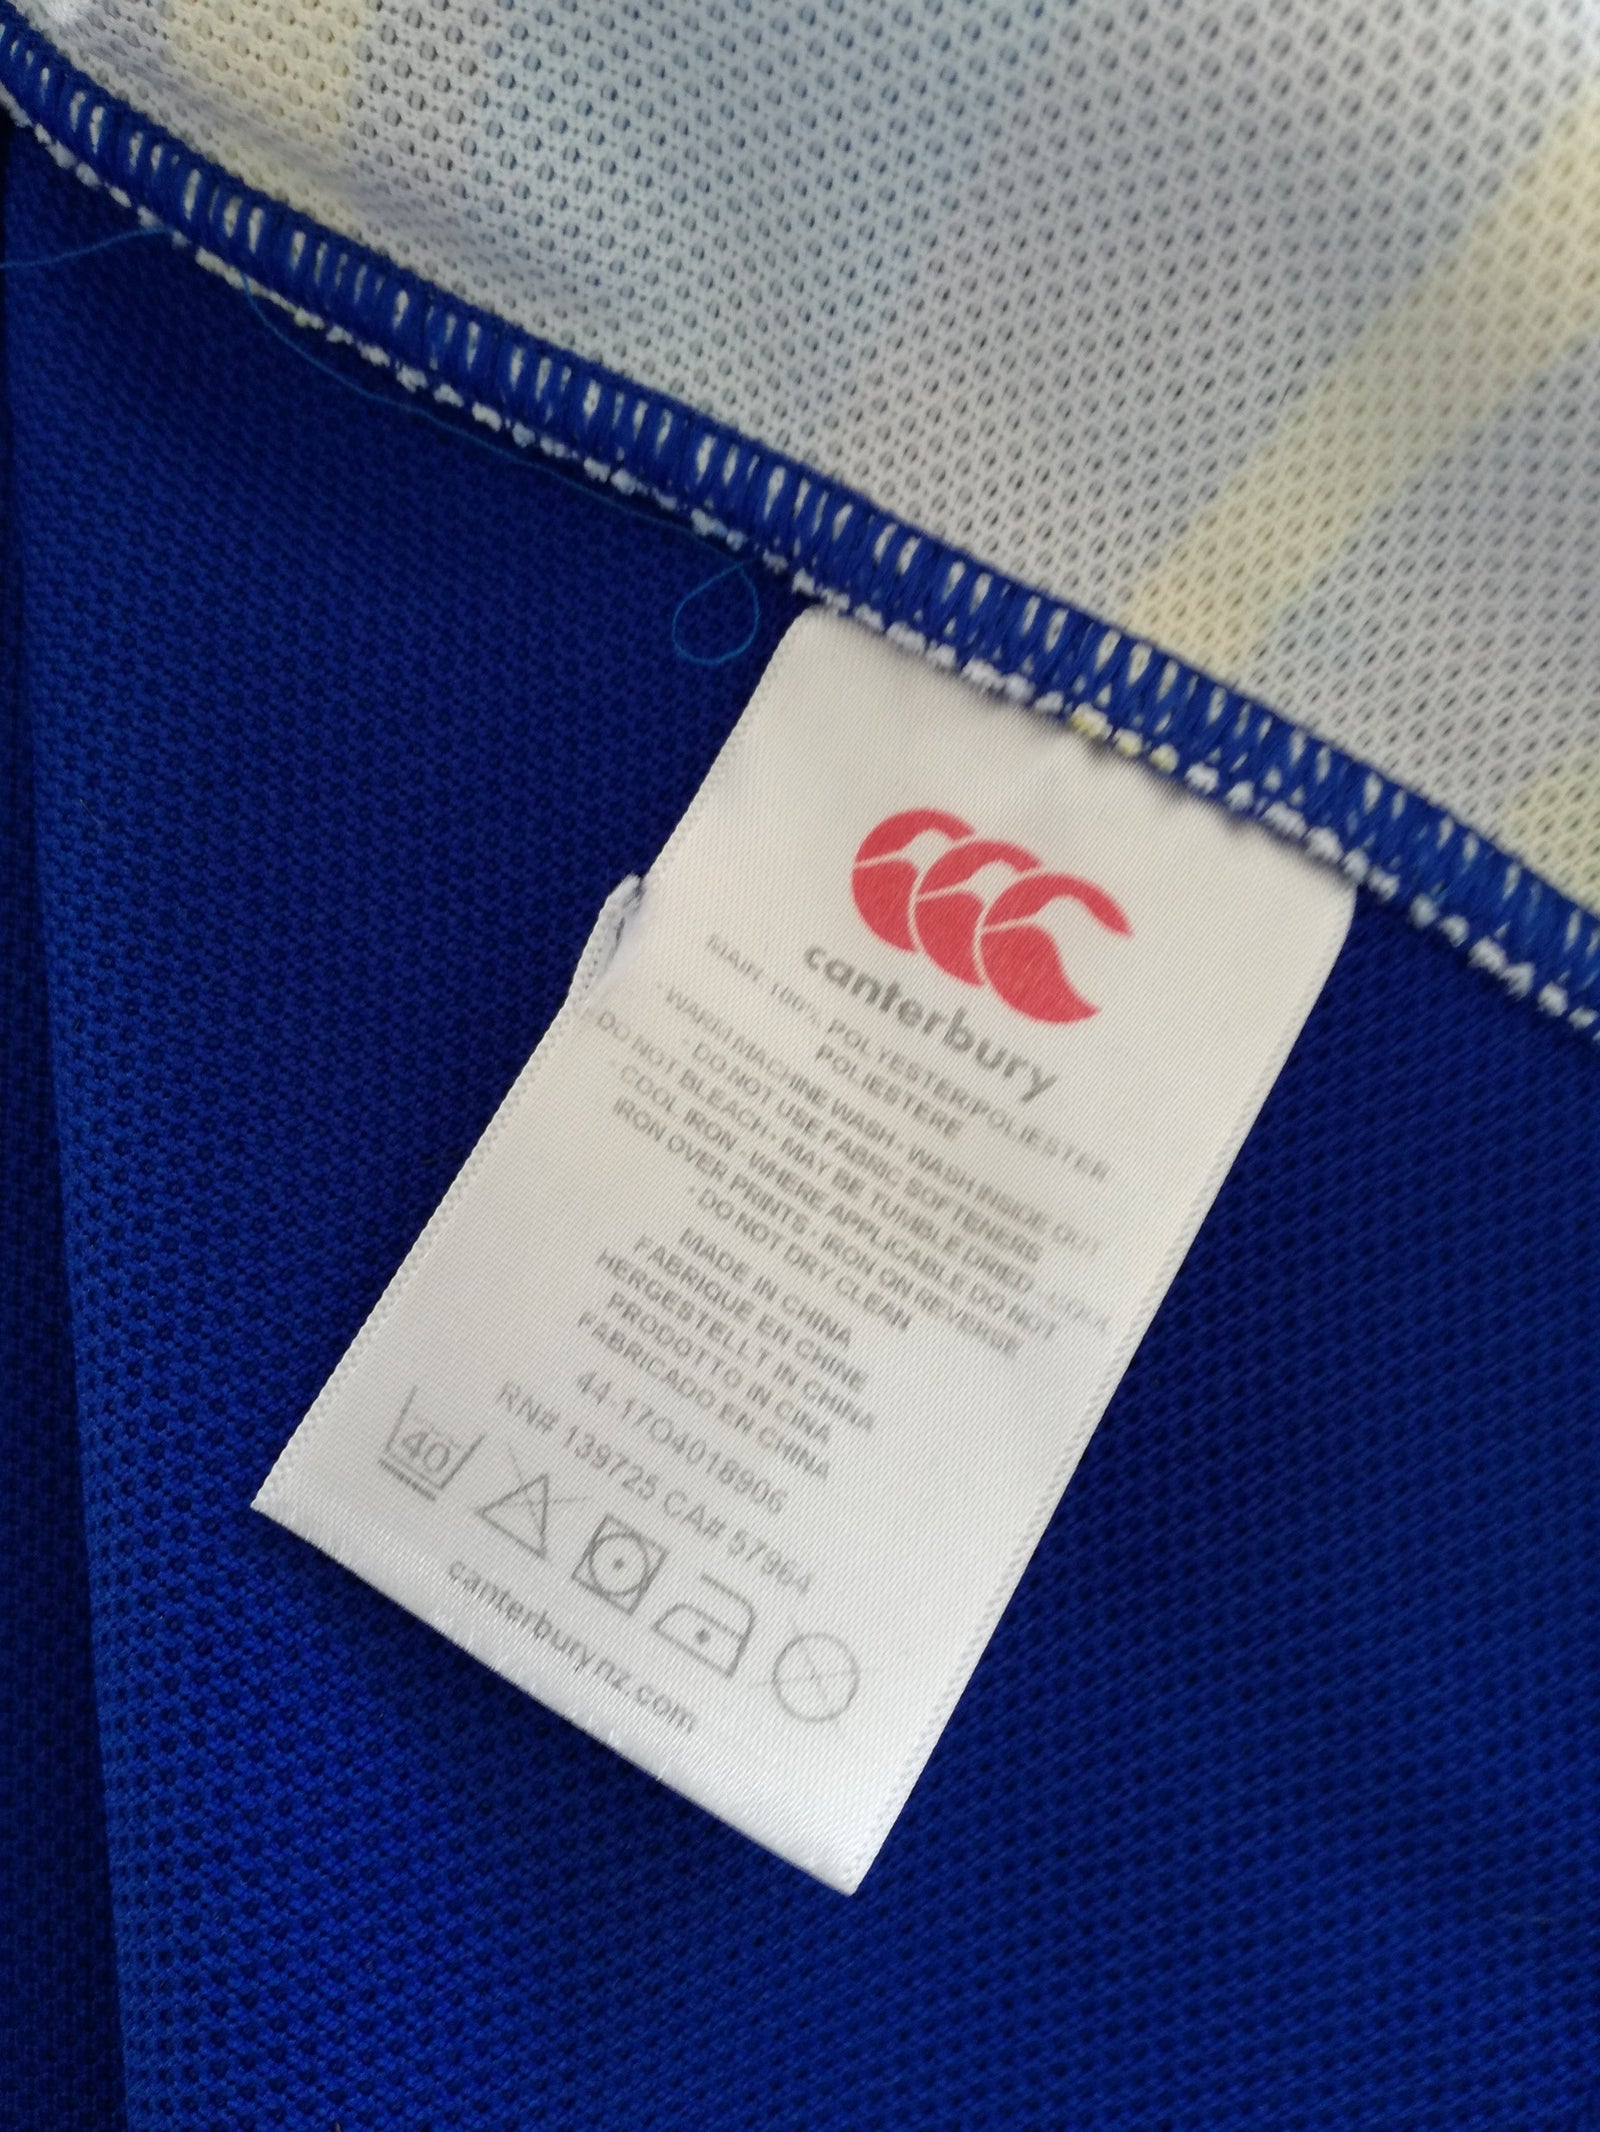 canterbury
MAIN: 100% POLYESTER/POLIESTER
POLIESTERE
· WARM MACHINE WASH · WASH INSIDE OUT
· DO NOT USE FABRIC SOFTENERS
DO NOT BLEACH · MAY BE TUMBLE DRIED
COOL IRON · WHERE APPLICABLE DO NOT
IRON OVER PRINTS · IRON ON REVERSE
· DO NOT DRY CLEAN
MADE IN CHINA
FABRIQUE EN CHINE
HERGESTELLT IN CHINA
PRODOTTO IN CINA
FABRICADO EN CHINA
44-17O4018906
RN# 139725 CA# 57964
40
canterburynz.com